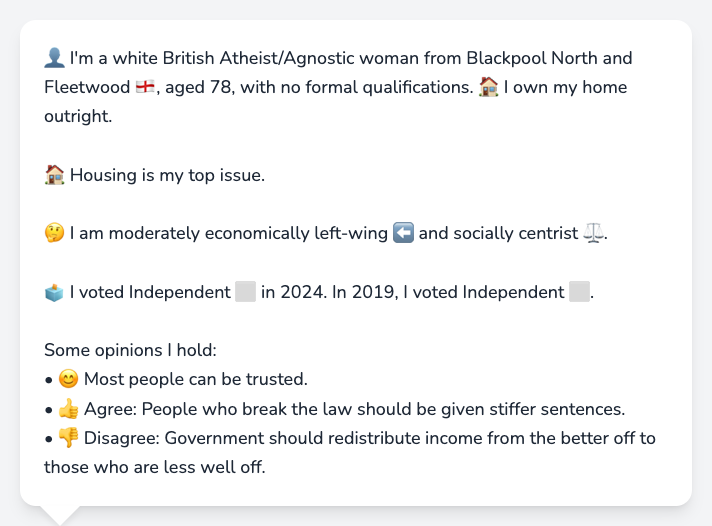 👤 I'm a white British Atheist/Agnostic woman from Blackpool North and
Fleetwood 🏴󠁧󠁢󠁥󠁮󠁧󠁿, aged 78, with no formal qualifications. 🏠 I own my home
outright.
🏠 Housing is my top issue.
🤔 I am moderately economically left-wing ⬅️ and socially centrist ⚖️.
🗳️ I voted Independent ⬜ in 2024. In 2019, I voted Independent ⬜.
Some opinions I hold:
• 😊 Most people can be trusted.
• 👍 Agree: People who break the law should be given stiffer sentences.
• 👎 Disagree: Government should redistribute income from the better off to
those who are less well off.